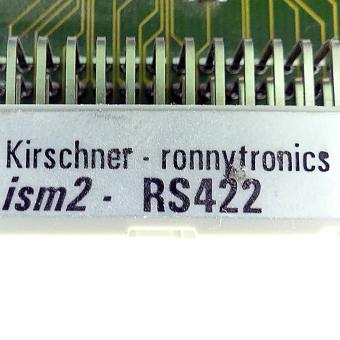 Kirschner - ronnytronics
ism2 - RS422